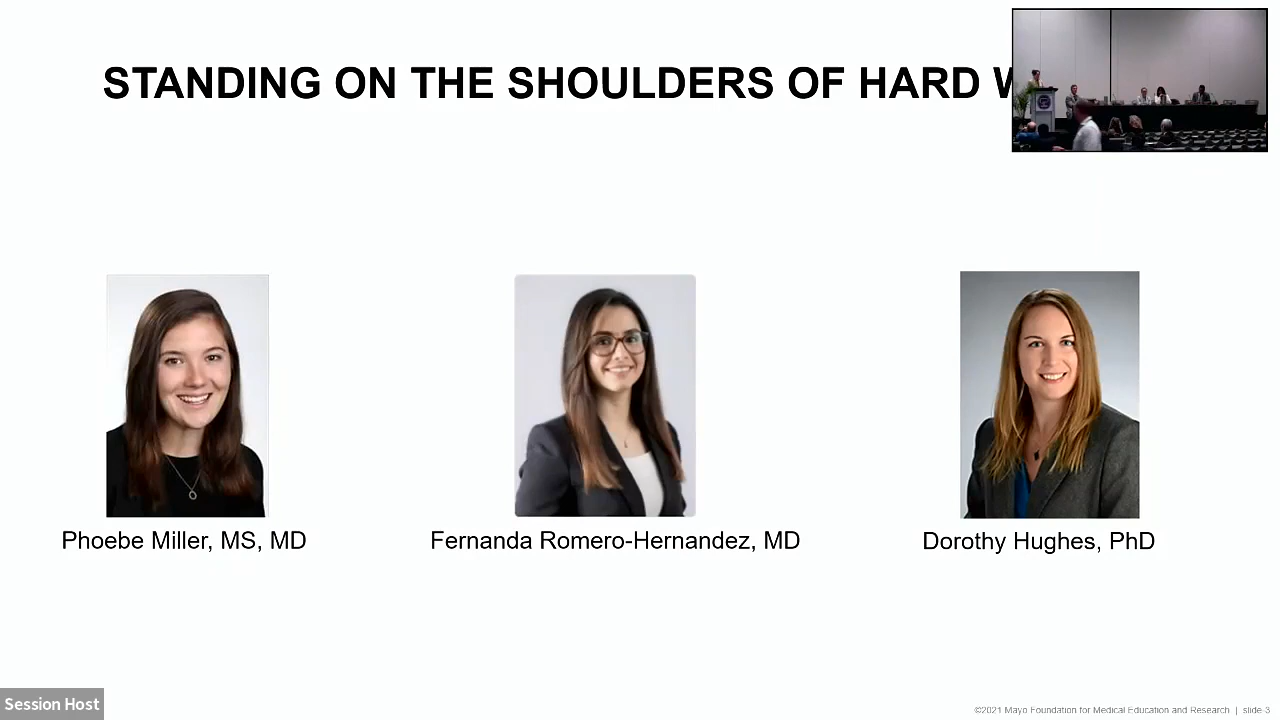 STANDING ON THE SHOULDERS OF HARD
Phoebe Miller, MS, MD
Fernanda Romero-Hernandez, MD
Dorothy Hughes, PhD
Session Host
©2021 Mayo Foundation for Medical Education and Research | slide-3